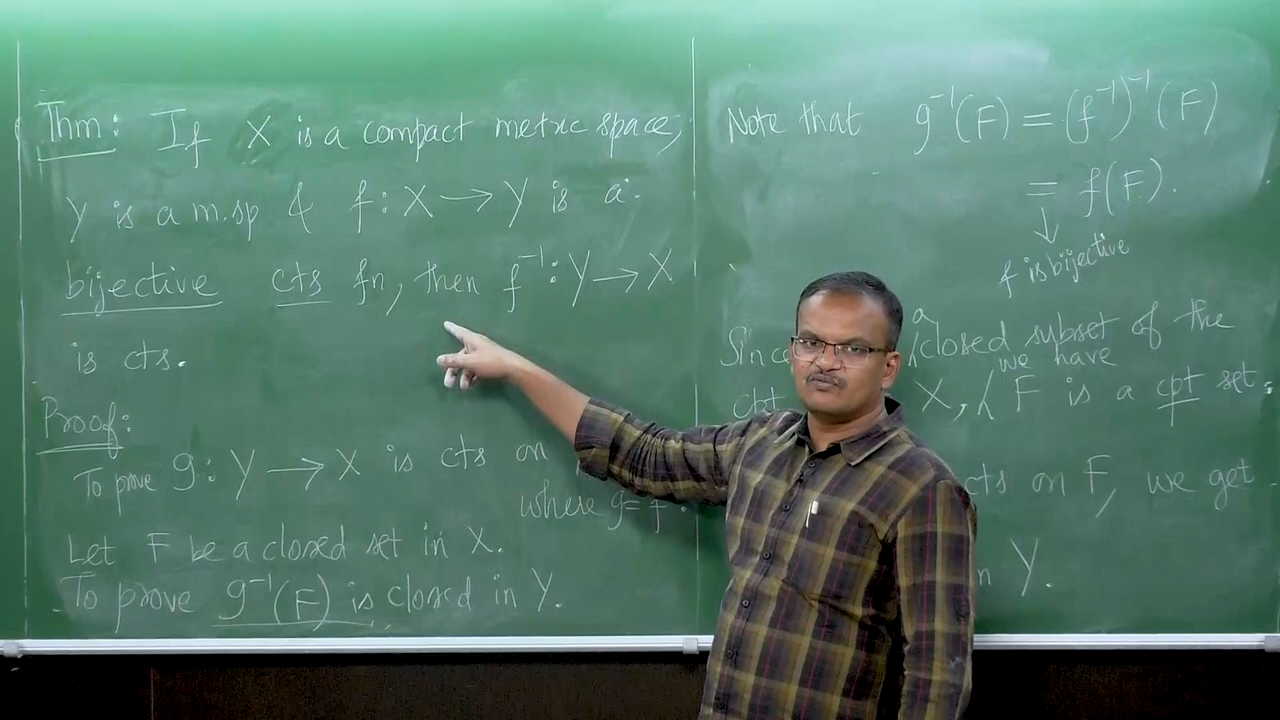 Thm: If X is a compact metric space,
Y is a m.sp & f: X → Y is a
bijective cts fn, then f⁻¹: Y → X
is cts.
Proof:
To prove g: Y → X is cts on
where g = f
Let F be a closed set in X.
To prove g⁻¹(F) is closed in Y.
Note that g⁻¹(F) = (f⁻¹)⁻¹(F)
= f(F).
f is bijective
Since a closed subset of the
cpt X, we have F is a cpt set.
cts on F, we get
in Y.